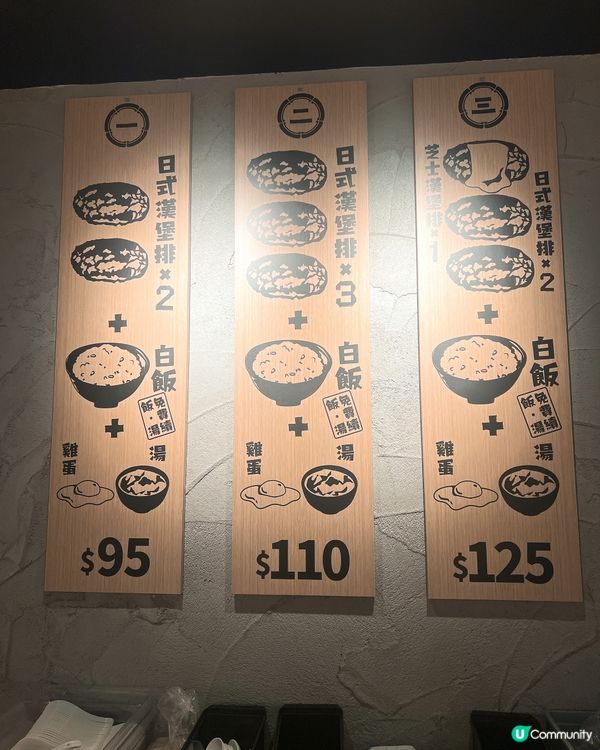 一
日式漢堡排×2
+
白飯
免費續
飯·湯
+
雞蛋
湯
$95
二
日式漢堡排×3
+
白飯
免費續
飯·湯
+
雞蛋
湯
$110
三
芝士漢堡排×1
日式漢堡排×2
+
白飯
免費續
飯·湯
+
雞蛋
湯
$125
U Community